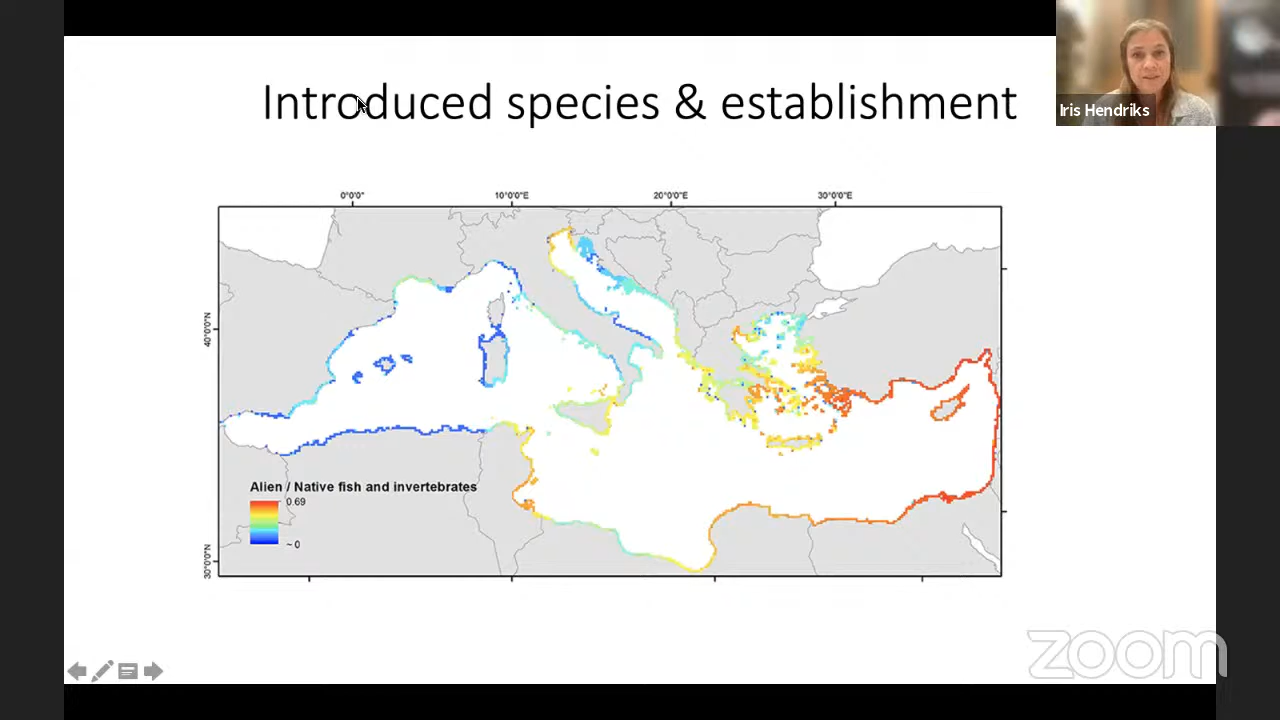 Introduced species & establishment
Iris Hendriks
0°0'0"
10°0'0"E
20°0'0"E
30°0'0"E
40°0'0"N
Alien / Native fish and invertebrates
0.69
~ 0
30°0'0"N
zoom